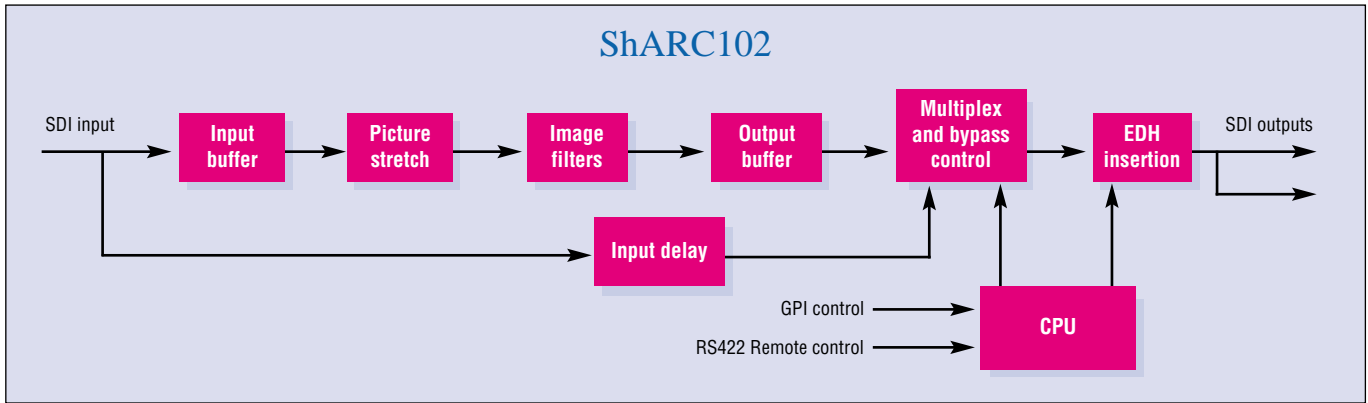 ShARC102
SDI input
Input
buffer
Picture
stretch
Image
filters
Output
buffer
Multiplex
and bypass
control
EDH
insertion
SDI outputs
Input delay
GPI control
RS422 Remote control
CPU